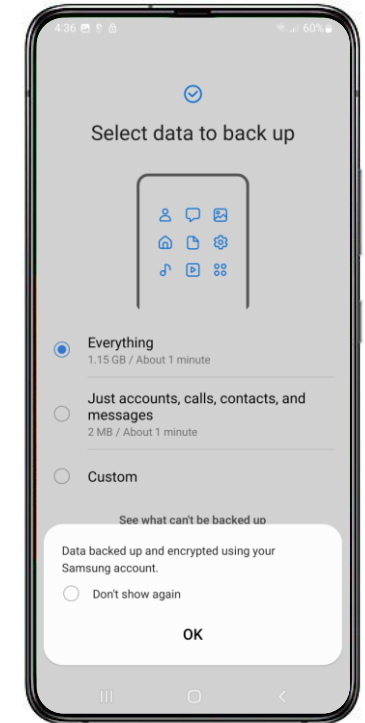 4:36
60%
Select data to back up
Everything
1.15 GB / About 1 minute
Just accounts, calls, contacts, and
messages
2 MB / About 1 minute
Custom
See what can't be backed up
Data backed up and encrypted using your
Samsung account.
Don't show again
OK